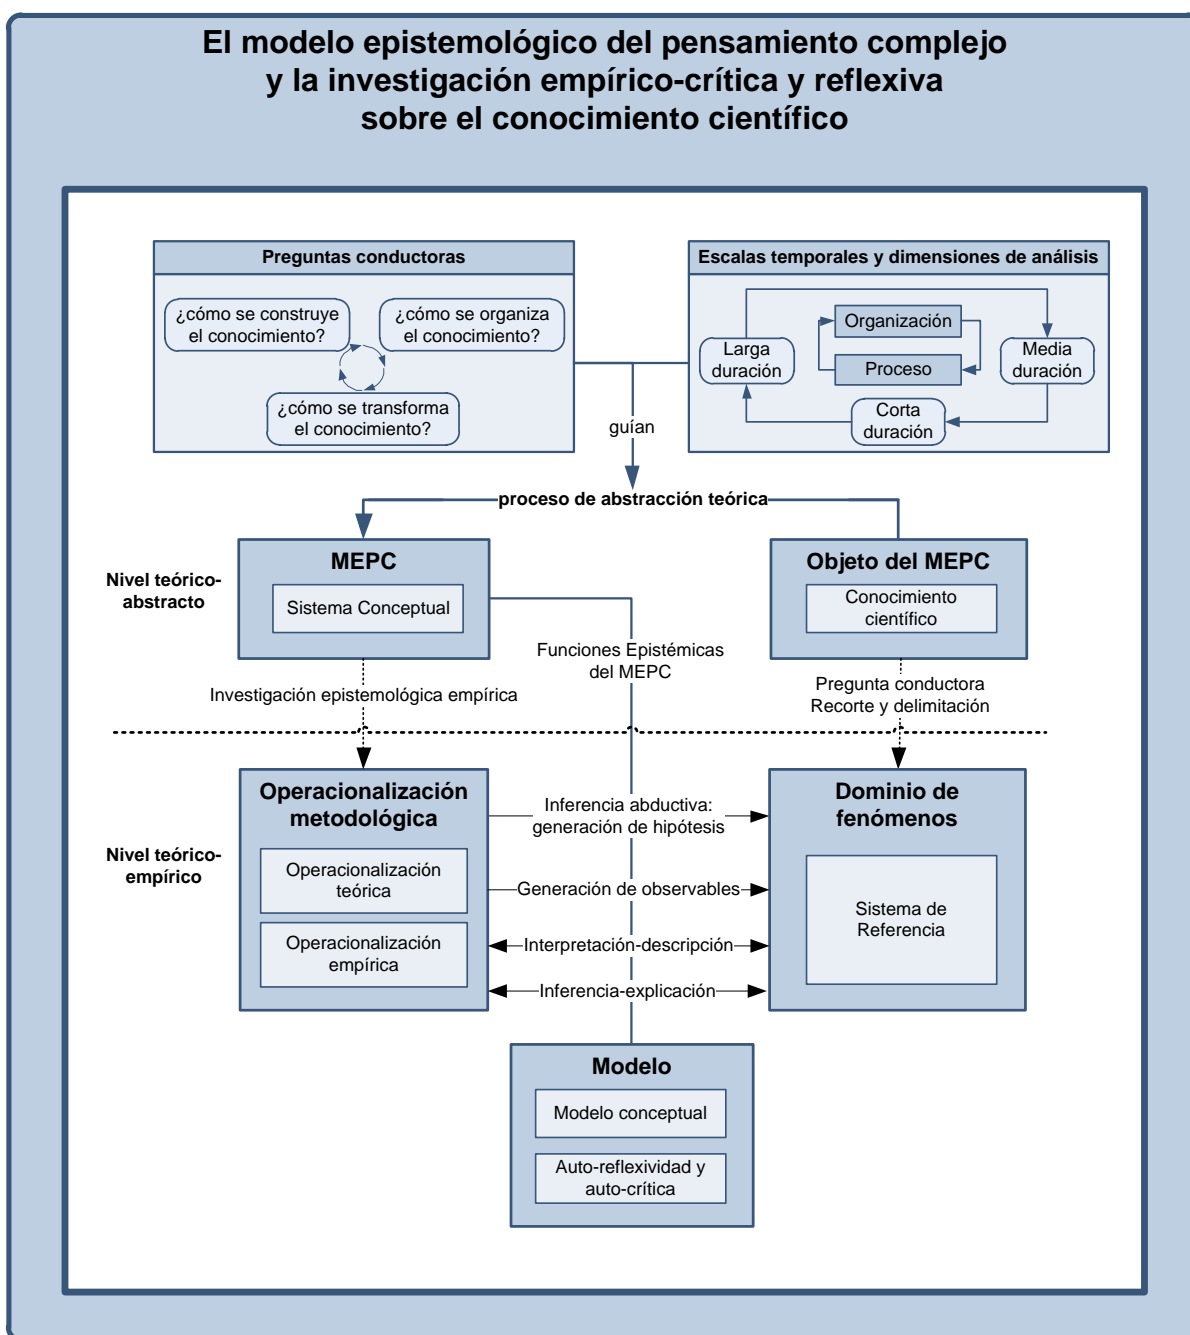 El modelo epistemológico del pensamiento complejo
y la investigación empírico-crítica y reflexiva
sobre el conocimiento científico
Preguntas conductoras
¿cómo se construye
el conocimiento?
¿cómo se organiza
el conocimiento?
¿cómo se transforma
el conocimiento?
Escalas temporales y dimensiones de análisis
Organización
Proceso
Larga
duración
Media
duración
Corta
duración
guían
proceso de abstracción teórica
Nivel teórico-
abstracto
MEPC
Sistema Conceptual
Objeto del MEPC
Conocimiento
científico
Funciones Epistémicas
del MEPC
Investigación epistemológica empírica
Pregunta conductora
Recorte y delimitación
Nivel teórico-
empírico
Operacionalización
metodológica
Operacionalización
teórica
Operacionalización
empírica
Inferencia abductiva:
generación de hipótesis
Generación de observables
Interpretación-descripción
Inferencia-explicación
Dominio de
fenómenos
Sistema de
Referencia
Modelo
Modelo conceptual
Auto-reflexividad y
auto-crítica